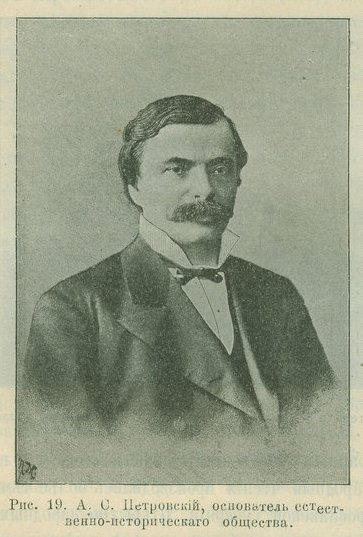 Рис. 19. А. С. Петровскій, основатель естест-
венно-историческаго общества.